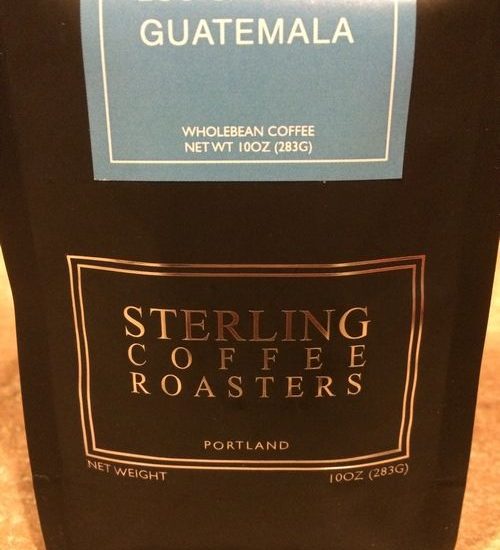 GUATEMALA
WHOLEBEAN COFFEE
NET WT 10OZ (283G)
STERLING
COFFEE
ROASTERS
PORTLAND
NET WEIGHT 10OZ (283G)